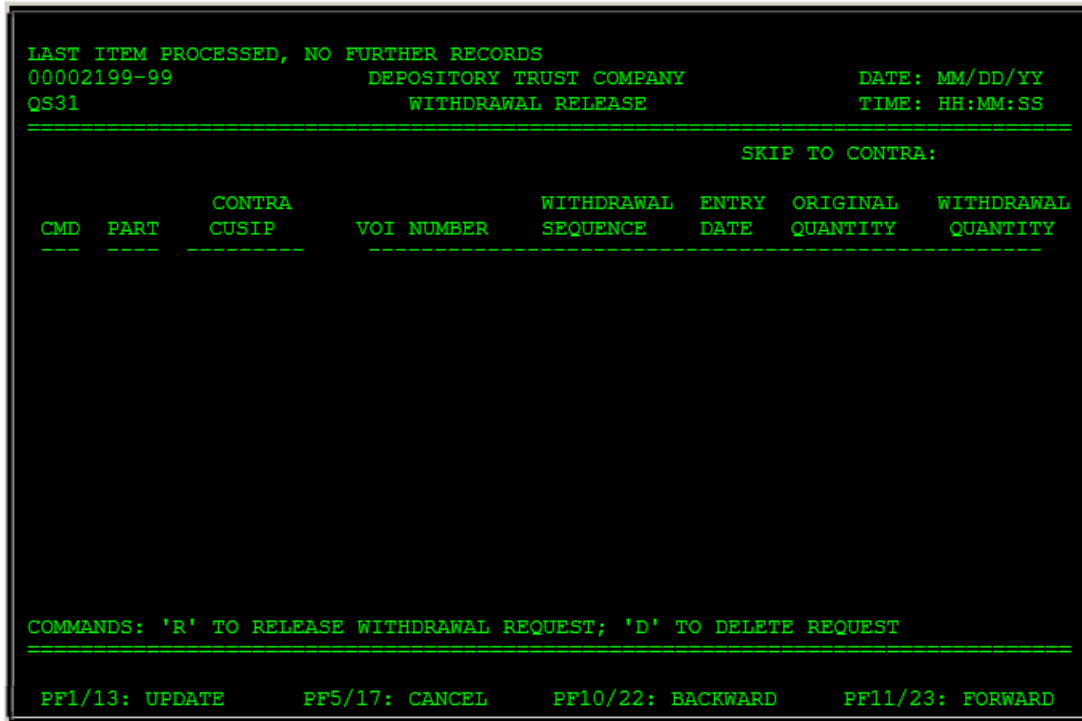 LAST ITEM PROCESSED, NO FURTHER RECORDS
00002199-99 DEPOSITORY TRUST COMPANY DATE: MM/DD/YY
QS31 WITHDRAWAL RELEASE TIME: HH:MM:SS
===============================================================================
SKIP TO CONTRA:
CONTRA WITHDRAWAL ENTRY ORIGINAL WITHDRAWAL
CMD PART CUSIP VOI NUMBER SEQUENCE DATE QUANTITY QUANTITY
--- ---- --------- ---------------------------------------------------
COMMANDS: 'R' TO RELEASE WITHDRAWAL REQUEST; 'D' TO DELETE REQUEST
===============================================================================
PF1/13: UPDATE PF5/17: CANCEL PF10/22: BACKWARD PF11/23: FORWARD